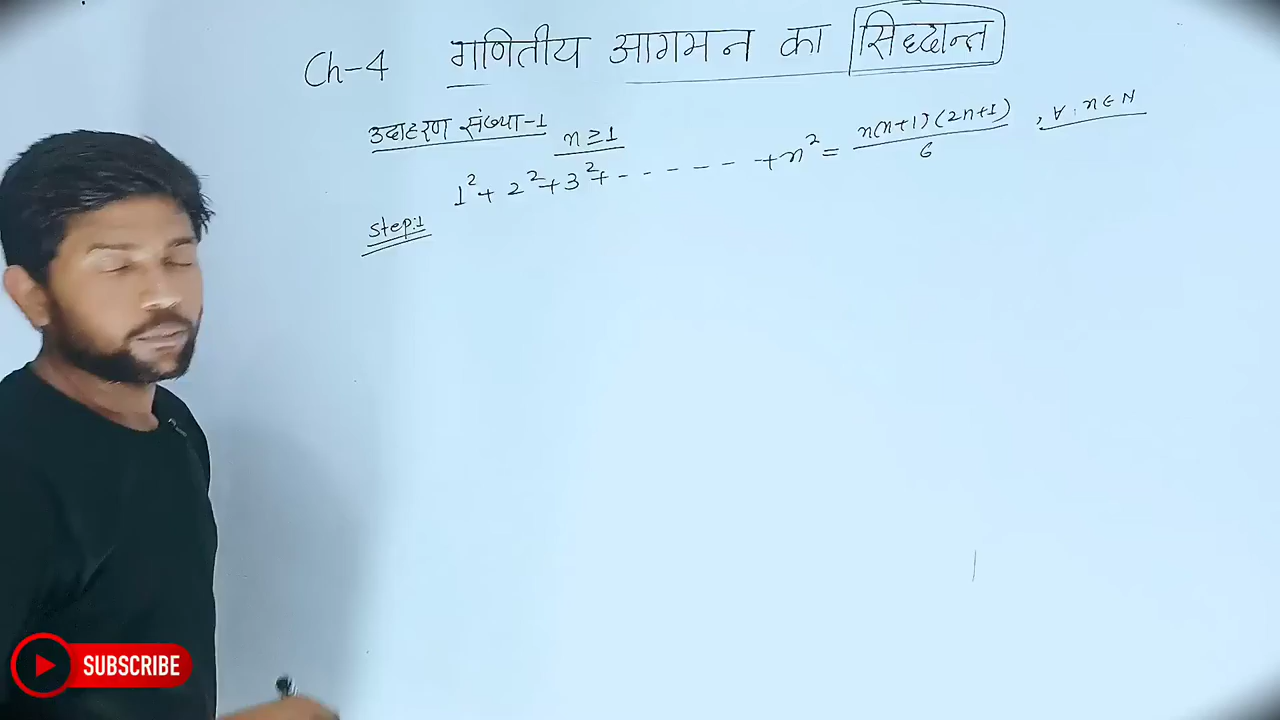 Ch-4 गणितीय आगमन का सिद्धान्त
उदाहरण संख्या-1
n ≥ 1
1² + 2² + 3² + - - - - - - + n² = n(n+1)(2n+1) / 6 , ∀, n ∈ N
step:1
SUBSCRIBE